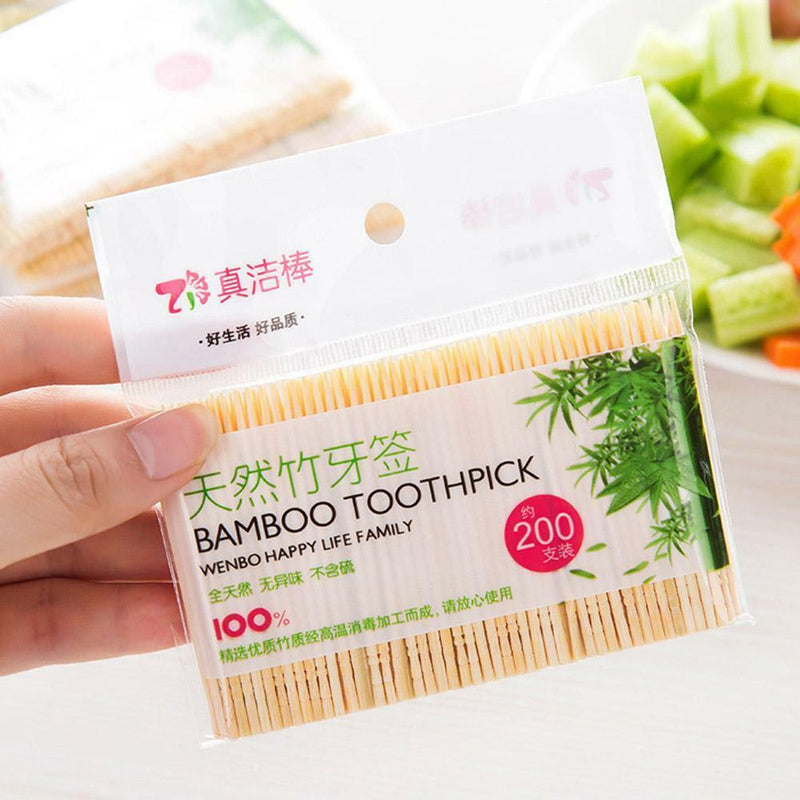 真洁棒
·好生活 好品质·
天然竹牙签
BAMBOO TOOTHPICK
WENBO HAPPY LIFE FAMILY
约
200
支装
全天然 无异味 不含硫
100%
精选优质竹质经高温消毒加工而成，请放心使用